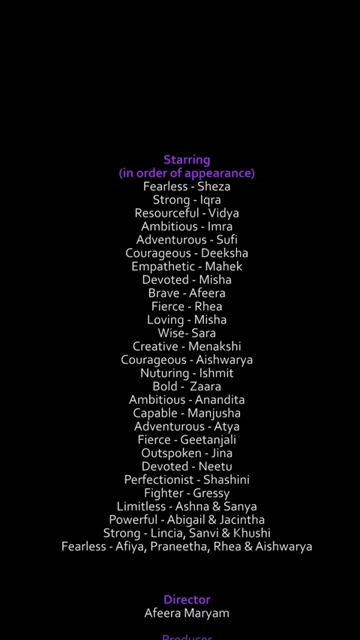 Starring
(in order of appearance)
Fearless - Sheza
Strong - Iqra
Resourceful - Vidya
Ambitious - Imra
Adventurous - Sufi
Courageous - Deeksha
Empathetic - Mahek
Devoted - Misha
Brave - Afeera
Fierce - Rhea
Loving - Misha
Wise- Sara
Creative - Menakshi
Courageous - Aishwarya
Nuturing - Ishmit
Bold -  Zaara
Ambitious - Anandita
Capable - Manjusha
Adventurous - Atya
Fierce - Geetanjali
Outspoken - Jina
Devoted - Neetu
Perfectionist - Shashini
Fighter - Gressy
Limitless - Ashna & Sanya
Powerful - Abigail & Jacintha
Strong - Lincia, Sanvi & Khushi
Fearless - Afiya, Praneetha, Rhea & Aishwarya
Director
Afeera Maryam
Producer